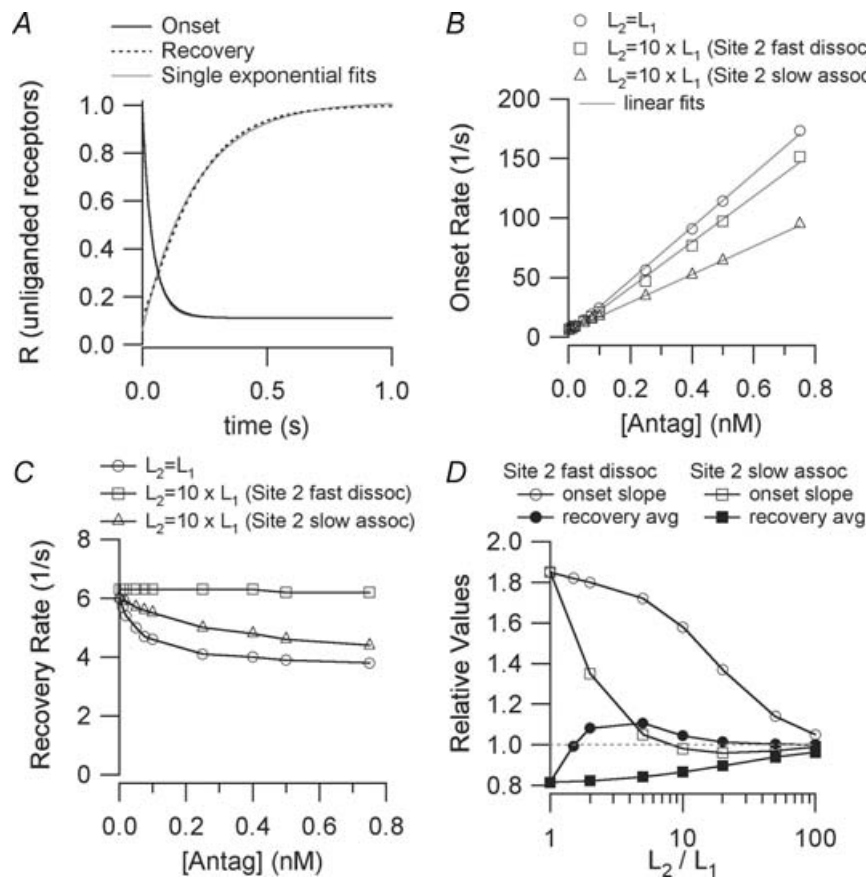 A
Onset
Recovery
Single exponential fits
R (unliganded receptors)
1.0
0.8
0.6
0.4
0.2
0.0
0.0
0.5
1.0
time (s)
B
L₂=L₁
L₂=10 x L₁ (Site 2 fast dissoc
L₂=10 x L₁ (Site 2 slow assoc
linear fits
Onset Rate (1/s)
200
150
100
50
0
0.0
0.2
0.4
0.6
0.8
[Antag] (nM)
C
L₂=L₁
L₂=10 x L₁ (Site 2 fast dissoc)
L₂=10 x L₁ (Site 2 slow assoc)
Recovery Rate (1/s)
8
6
4
2
0
0.0
0.2
0.4
0.6
0.8
[Antag] (nM)
D
Site 2 fast dissoc Site 2 slow assoc
onset slope onset slope
recovery avg recovery avg
Relative Values
2.0
1.8
1.6
1.4
1.2
1.0
0.8
1
10
100
L₂ / L₁